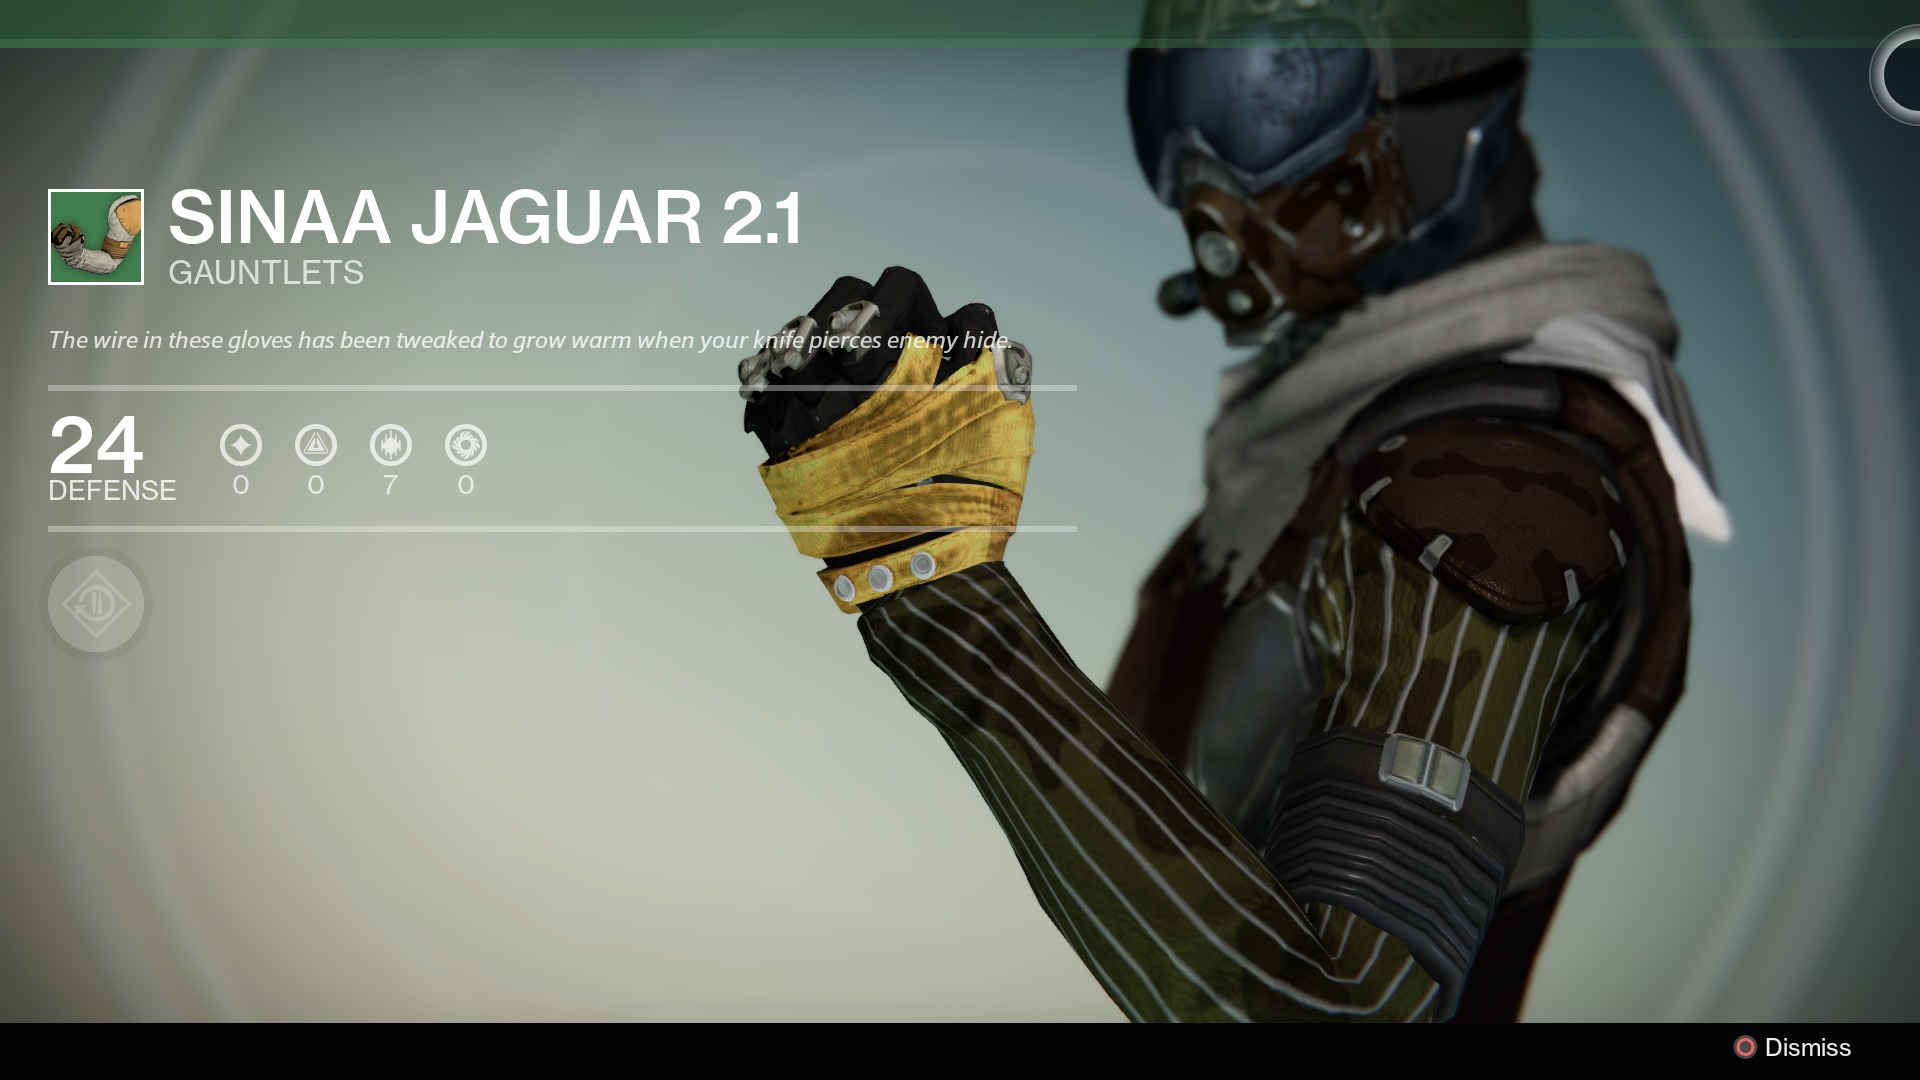 SINAA JAGUAR 2.1
GAUNTLETS
The wire in these gloves has been tweaked to grow warm when your knife pierces enemy hide.
24
DEFENSE
0 0 7 0
Dismiss